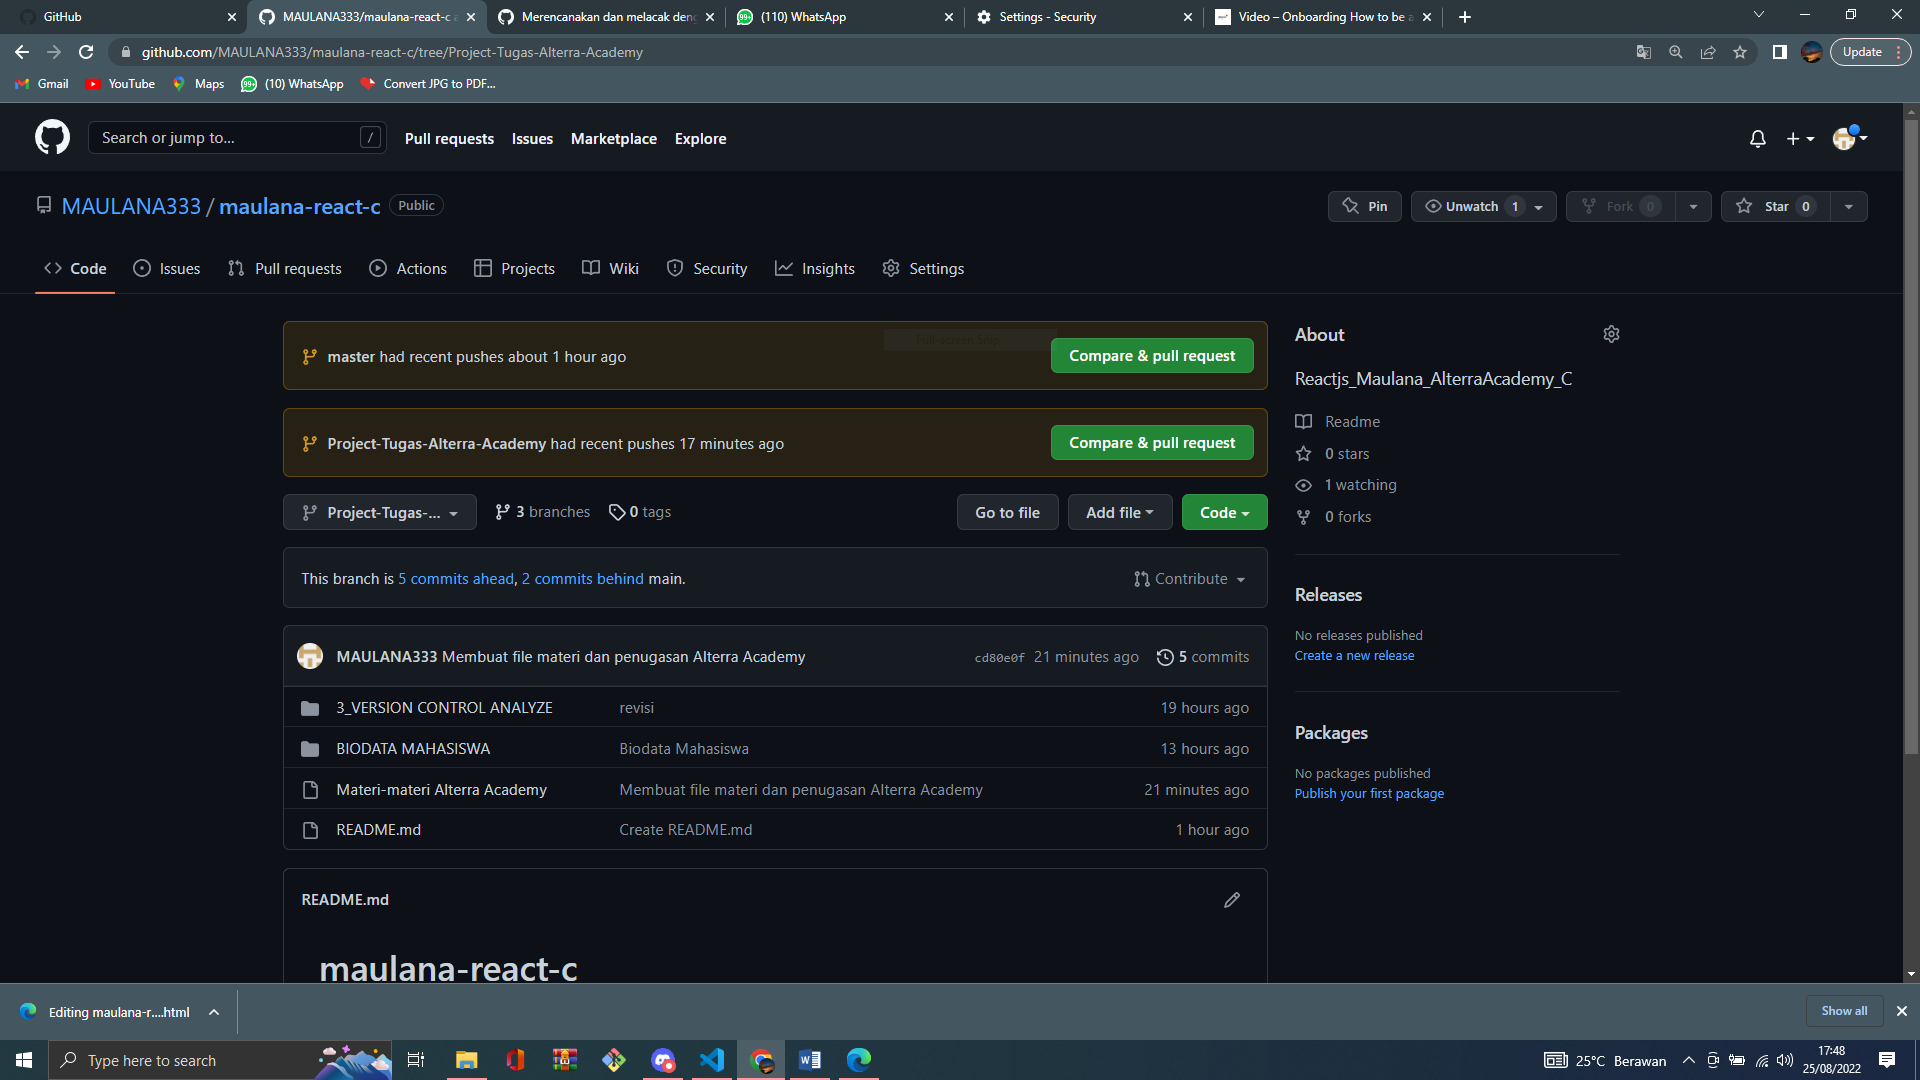 GitHub
MAULANA333/maulana-react-c a
Merencanakan dan melacak deng
(110) WhatsApp
Settings - Security
Video – Onboarding How to be a
github.com/MAULANA333/maulana-react-c/tree/Project-Tugas-Alterra-Academy
Update
Gmail
YouTube
Maps
99+
(10) WhatsApp
Convert JPG to PDF...
Search or jump to...
/
Pull requests
Issues
Marketplace
Explore
MAULANA333 / maulana-react-c
Public
Pin
Unwatch 1
Fork 0
Star 0
Code
Issues
Pull requests
Actions
Projects
Wiki
Security
Insights
Settings
master had recent pushes about 1 hour ago
Full-screen Snip
Compare & pull request
Project-Tugas-Alterra-Academy had recent pushes 17 minutes ago
Compare & pull request
Project-Tugas-...
3 branches
0 tags
Go to file
Add file
Code
This branch is 5 commits ahead, 2 commits behind main.
Contribute
MAULANA333 Membuat file materi dan penugasan Alterra Academy
cd80e0f 21 minutes ago
5 commits
3_VERSION CONTROL ANALYZE
revisi
19 hours ago
BIODATA MAHASISWA
Biodata Mahasiswa
13 hours ago
Materi-materi Alterra Academy
Membuat file materi dan penugasan Alterra Academy
21 minutes ago
README.md
Create README.md
1 hour ago
README.md
maulana-react-c
About
Reactjs_Maulana_AlterraAcademy_C
Readme
0 stars
1 watching
0 forks
Releases
No releases published
Create a new release
Packages
No packages published
Publish your first package
Editing maulana-r....html
Show all
Type here to search
25°C Berawan
17:48
25/08/2022